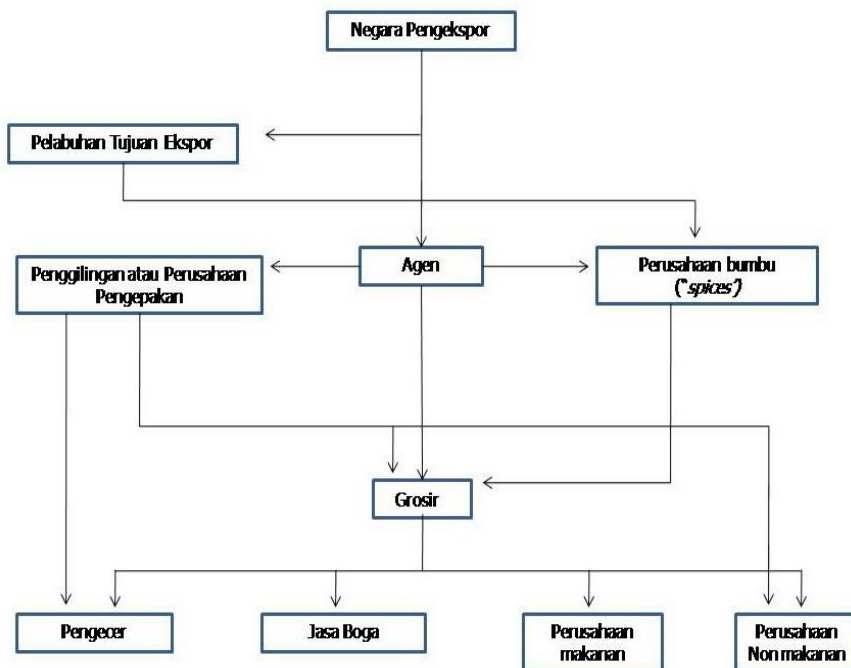 Negara Pengekspor
Pelabuhan Tujuan Ekspor
Penggilingan atau Perusahaan
Pengepakan
Agen
Perusahaan bumbu
("spices')
Grosir
Pengecer
Jasa Boga
Perusahaan
makanan
Perusahaan
Non makanan